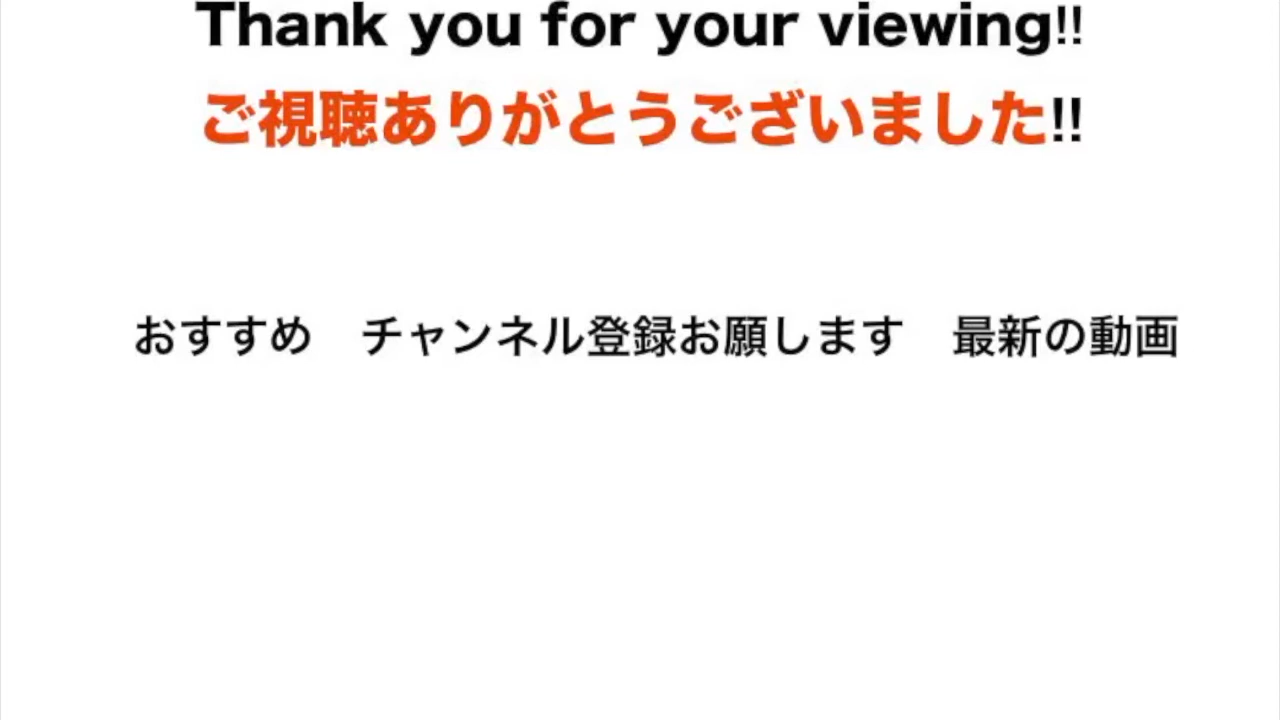 Thank you for your viewing!!
ご視聴ありがとうございました!!
おすすめ　チャンネル登録お願します　最新の動画